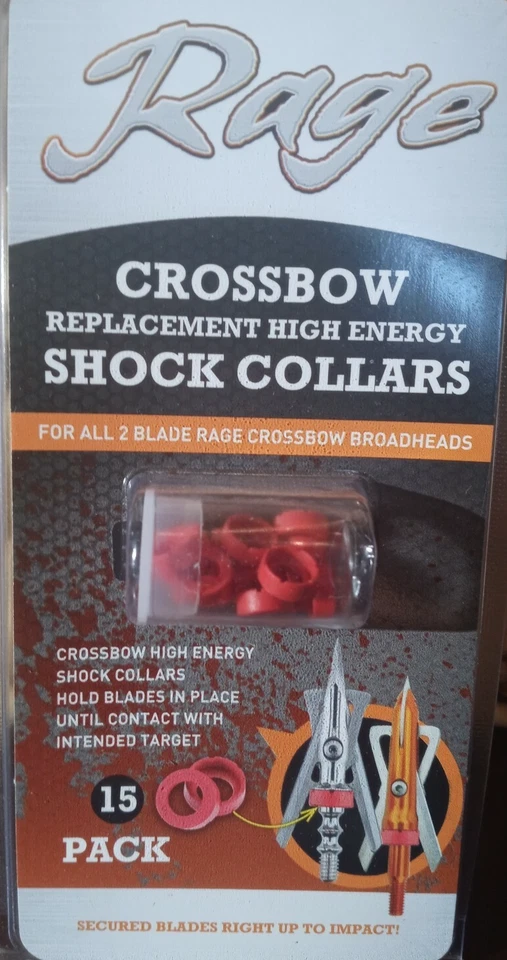 Rage
CROSSBOW
REPLACEMENT HIGH ENERGY
SHOCK COLLARS
FOR ALL 2 BLADE RAGE CROSSBOW BROADHEADS
CROSSBOW HIGH ENERGY
SHOCK COLLARS
HOLD BLADES IN PLACE
UNTIL CONTACT WITH
INTENDED TARGET
15
PACK
SECURED BLADES RIGHT UP TO IMPACT!